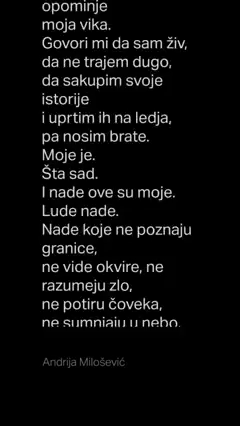 opominje
moja vika.
Govori mi da sam živ,
da ne trajem dugo,
da sakupim svoje
istorije
i uprtim ih na ledja,
pa nosim brate.
Moje je.
Šta sad.
I nade ove su moje.
Lude nade.
Nade koje ne poznaju
granice,
ne vide okvire, ne
razumeju zlo,
ne potiru čoveka,
ne sumnjaju u nebo.
Andrija Milošević